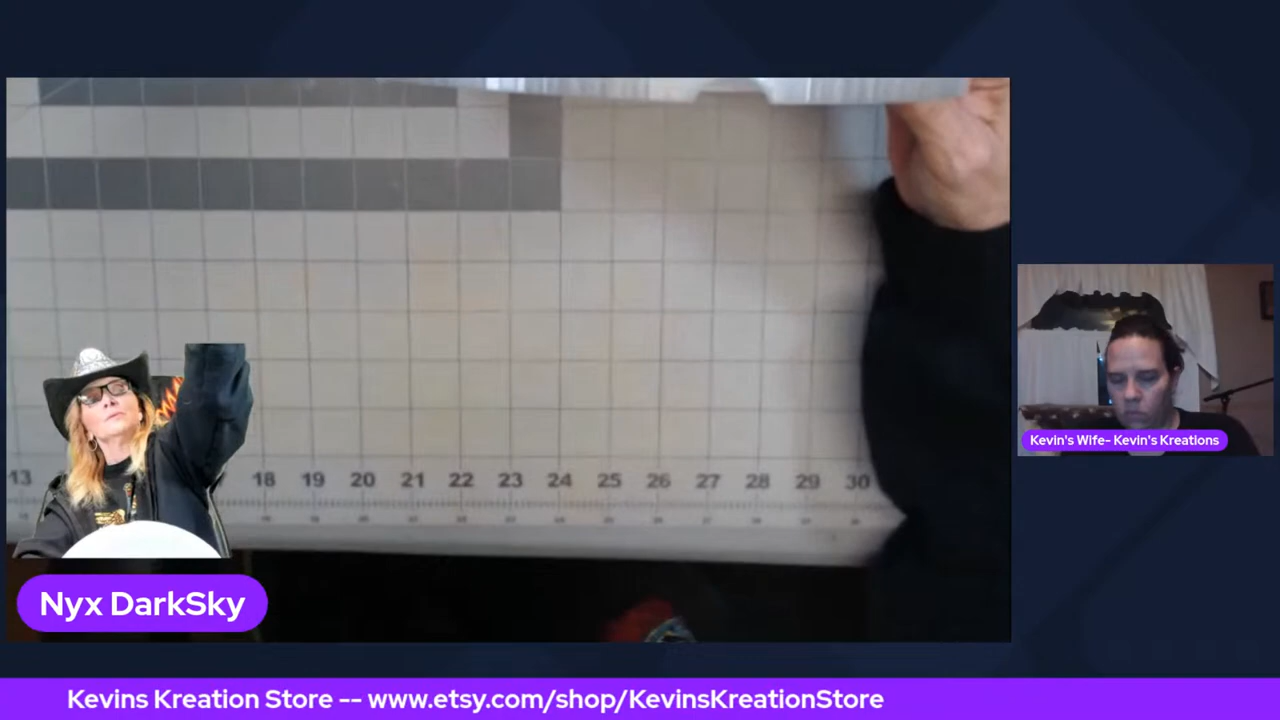 13 18 19 20 21 22 23 24 25 26 27 28 29 30
Kevin's Wife- Kevin's Kreations
Nyx DarkSky
Kevins Kreation Store -- www.etsy.com/shop/KevinsKreationStore